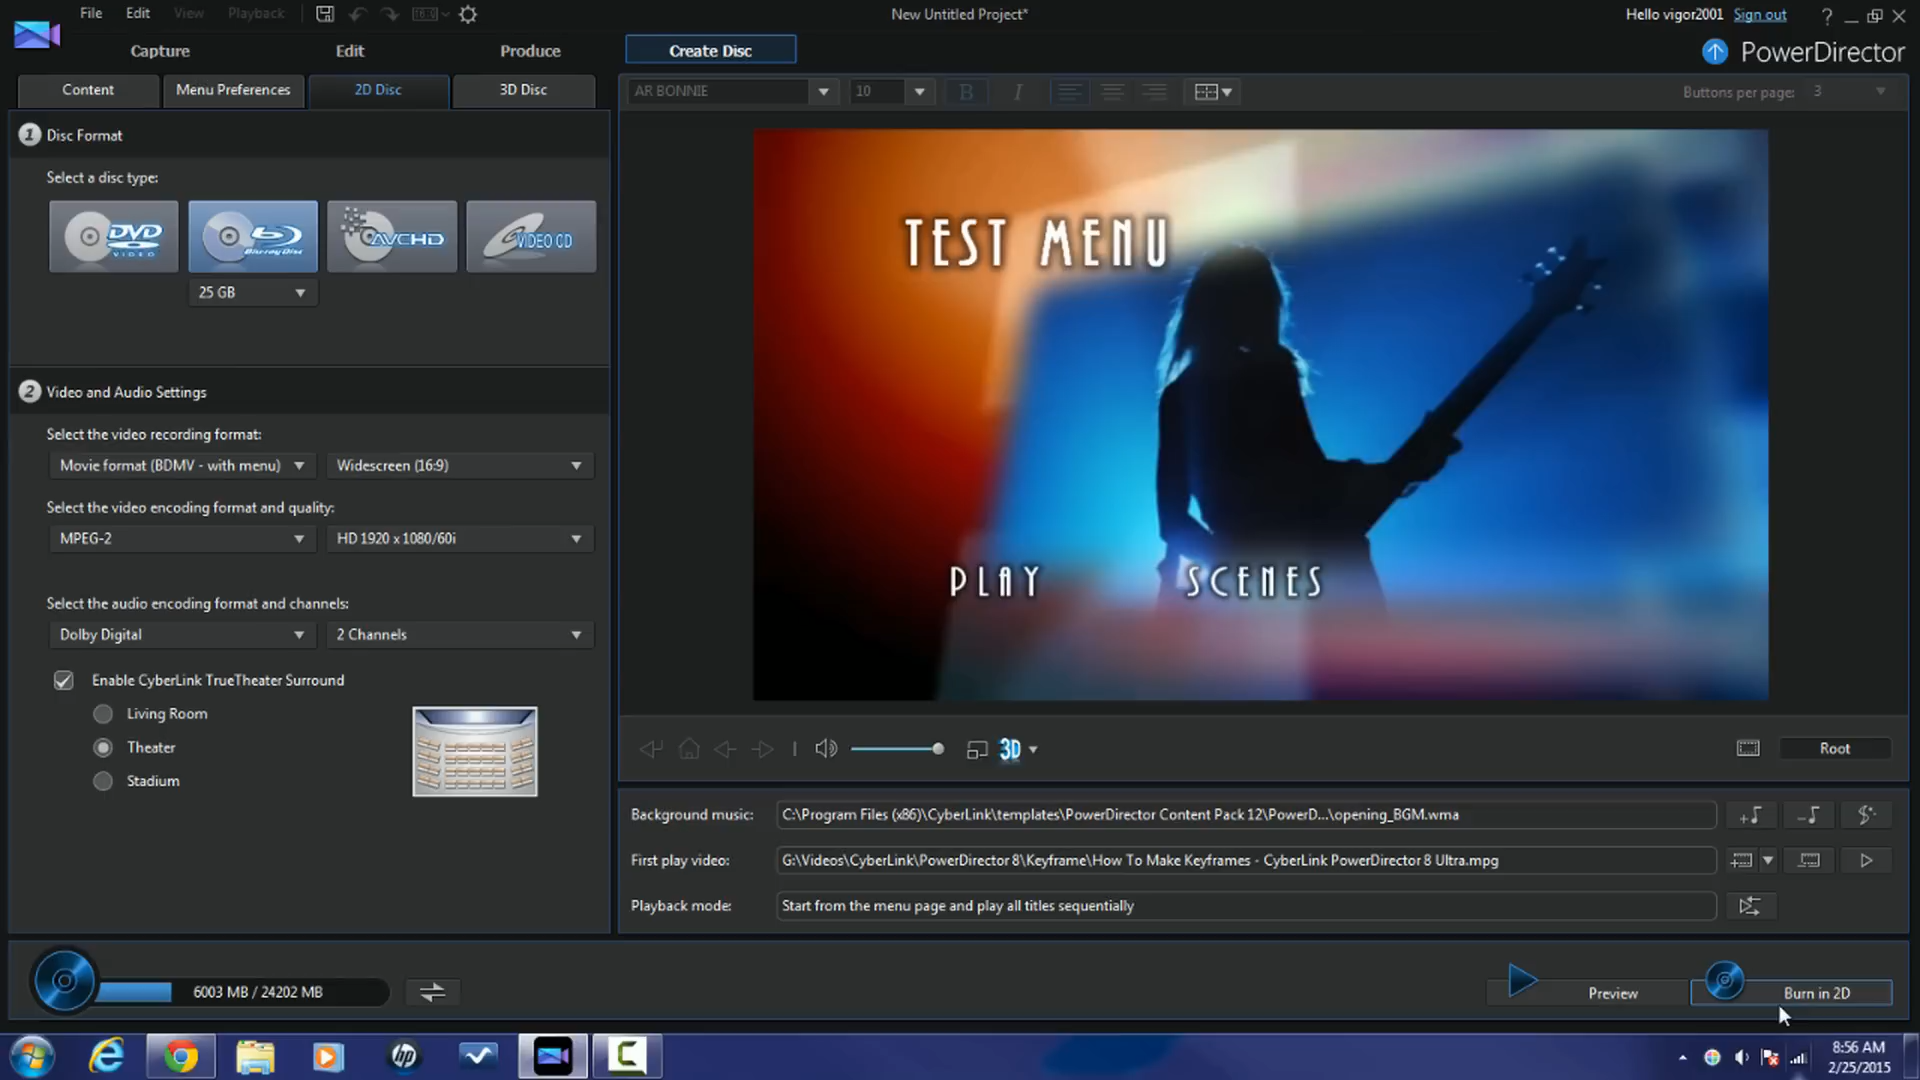 File Edit View Playback
New Untitled Project*
Hello vigor2001 Sign out ?
Capture Edit Produce Create Disc
PowerDirector
Content Menu Preferences 2D Disc 3D Disc
AR BONNIE 10 B I
Buttons per page: 3
1 Disc Format
Select a disc type:
DVD VIDEO
Blu-ray Disc
AVCHD
VIDEO CD
25 GB
2 Video and Audio Settings
Select the video recording format:
Movie format (BDMV - with menu) Widescreen (16:9)
Select the video encoding format and quality:
MPEG-2 HD 1920 x 1080/60i
Select the audio encoding format and channels:
Dolby Digital 2 Channels
Enable CyberLink TrueTheater Surround
Living Room
Theater
Stadium
TEST MENU
PLAY SCENES
3D
Root
Background music: C:\Program Files (x86)\CyberLink\templates\PowerDirector Content Pack 12\PowerD...\opening_BGM.wma
First play video: G:\Videos\CyberLink\PowerDirector 8\Keyframe\How To Make Keyframes - CyberLink PowerDirector 8 Ultra.mpg
Playback mode: Start from the menu page and play all titles sequentially
6003 MB / 24202 MB
Preview
Burn in 2D
hp
8:56 AM
2/25/2015